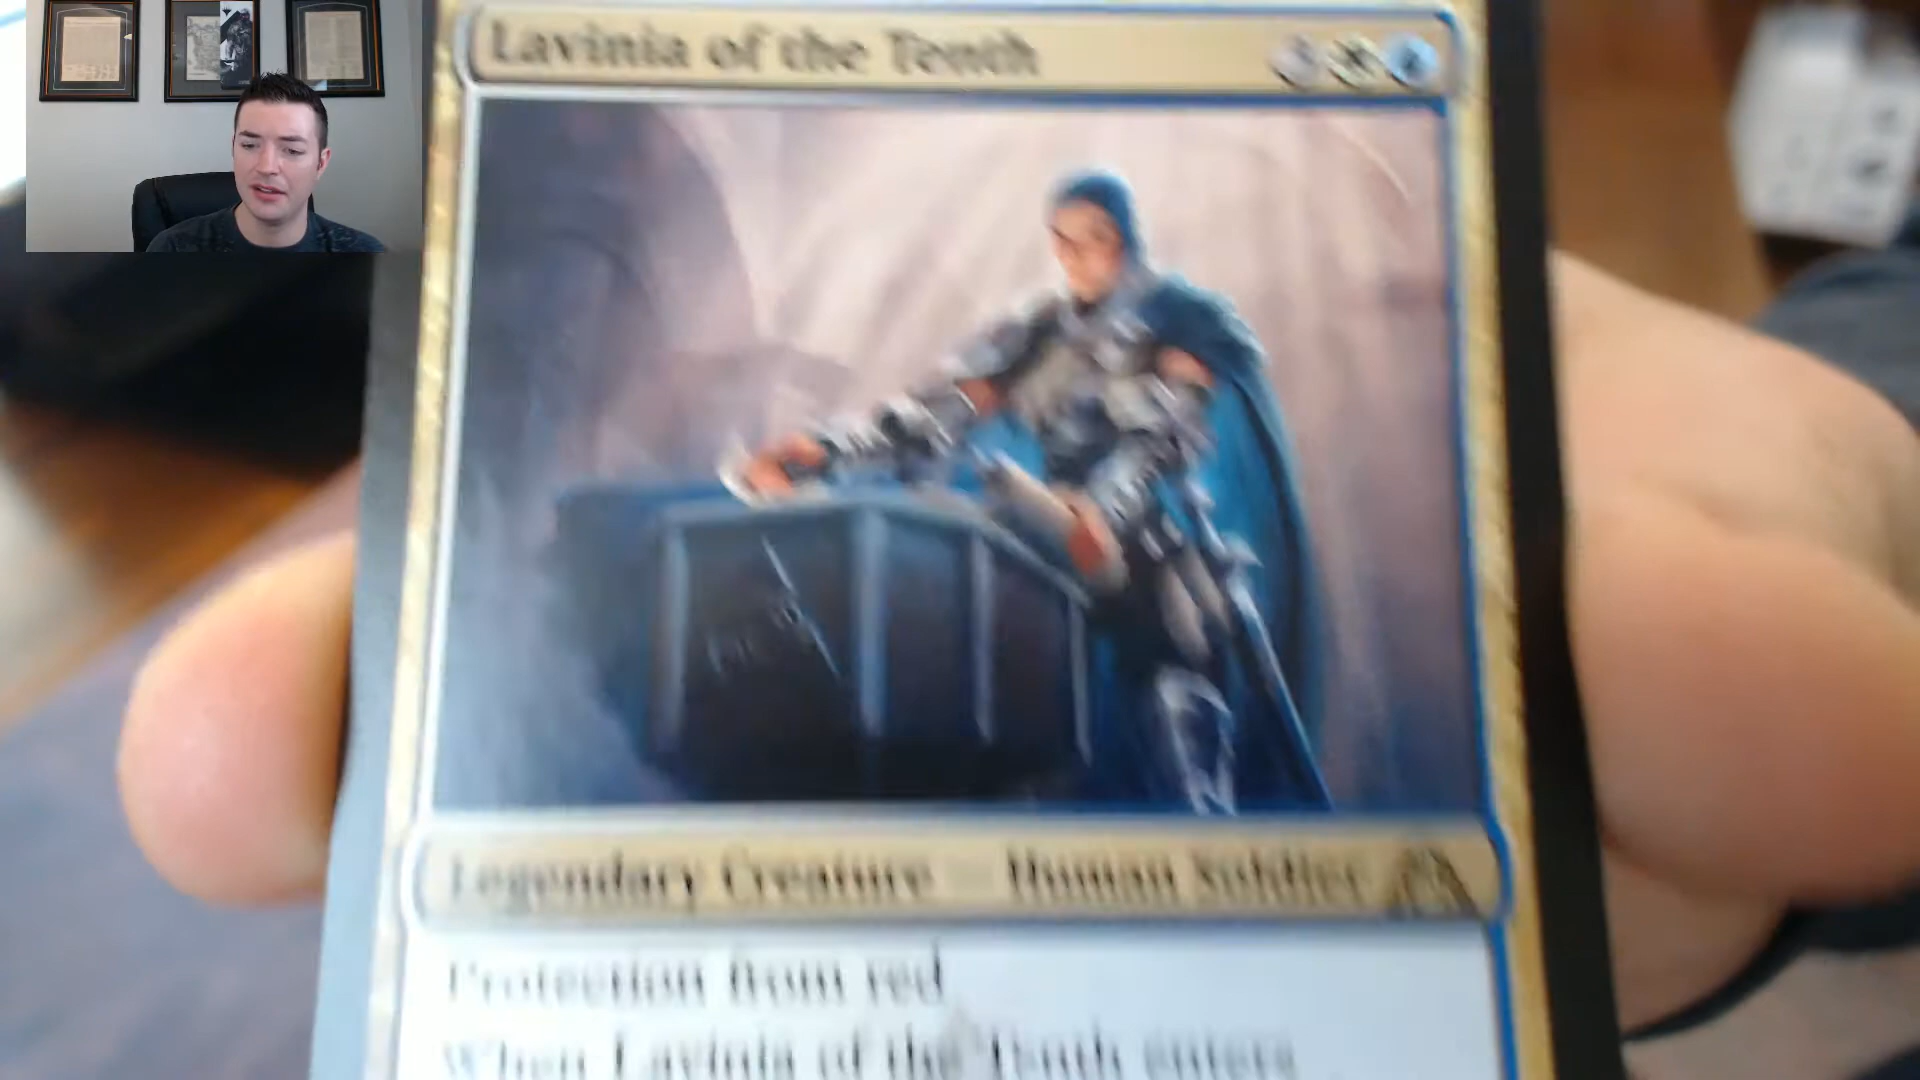 Lavinia of the Tenth
Legendary Creature — Human Soldier
Protection from red
When Lavinia of the Tenth enters